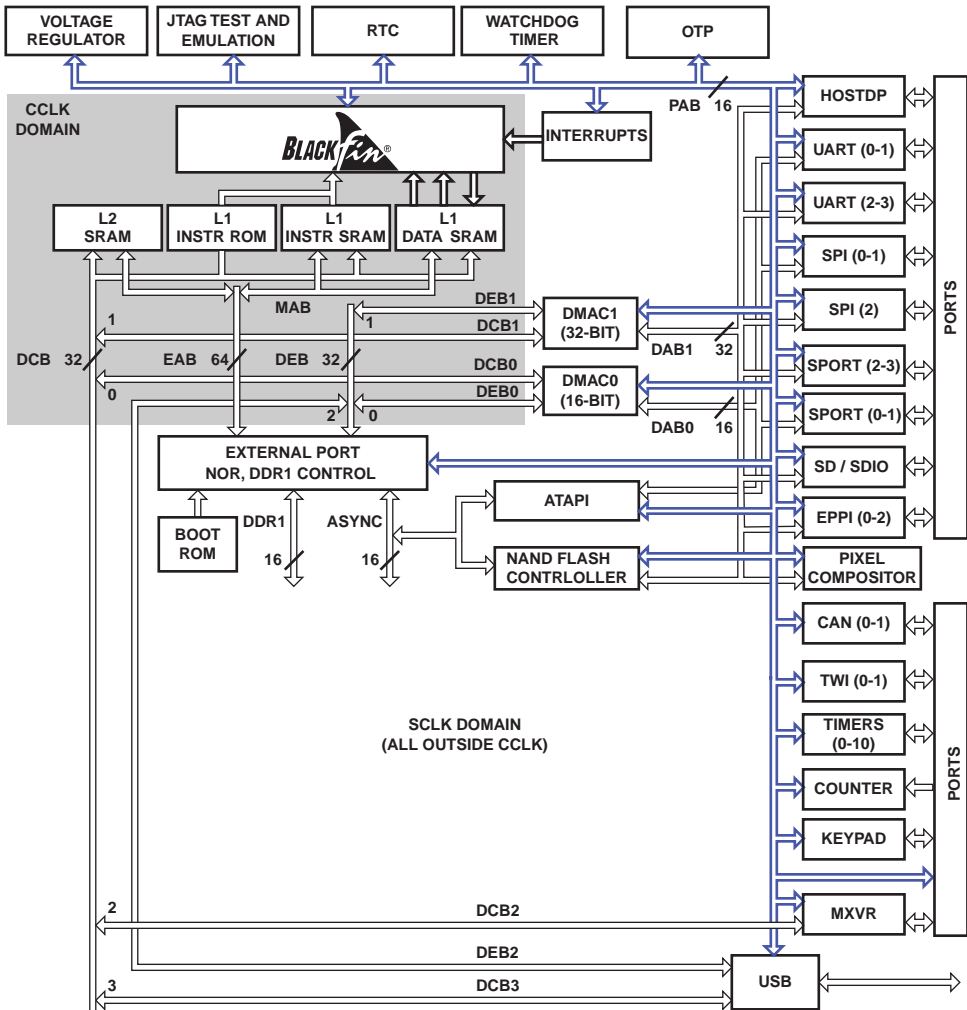 VOLTAGE
REGULATOR
JTAG TEST AND
EMULATION
RTC
WATCHDOG
TIMER
OTP
PAB
16
CCLK
DOMAIN
BLACKfin®
INTERRUPTS
L2
SRAM
L1
INSTR ROM
L1
INSTR SRAM
L1
DATA SRAM
MAB
DCB 32
EAB 64
DEB 32
1
0
1
2
0
DEB1
DCB1
DCB0
DEB0
DMAC1
(32-BIT)
DMAC0
(16-BIT)
DAB1 32
DAB0 16
EXTERNAL PORT
NOR, DDR1 CONTROL
BOOT
ROM
DDR1
16
ASYNC
16
ATAPI
NAND FLASH
CONTRLOLLER
HOSTDP
UART (0-1)
UART (2-3)
SPI (0-1)
SPI (2)
SPORT (2-3)
SPORT (0-1)
SD / SDIO
EPPI (0-2)
PIXEL
COMPOSITOR
PORTS
CAN (0-1)
TWI (0-1)
TIMERS
(0-10)
COUNTER
KEYPAD
MXVR
PORTS
SCLK DOMAIN
(ALL OUTSIDE CCLK)
2
DCB2
DEB2
3
DCB3
USB